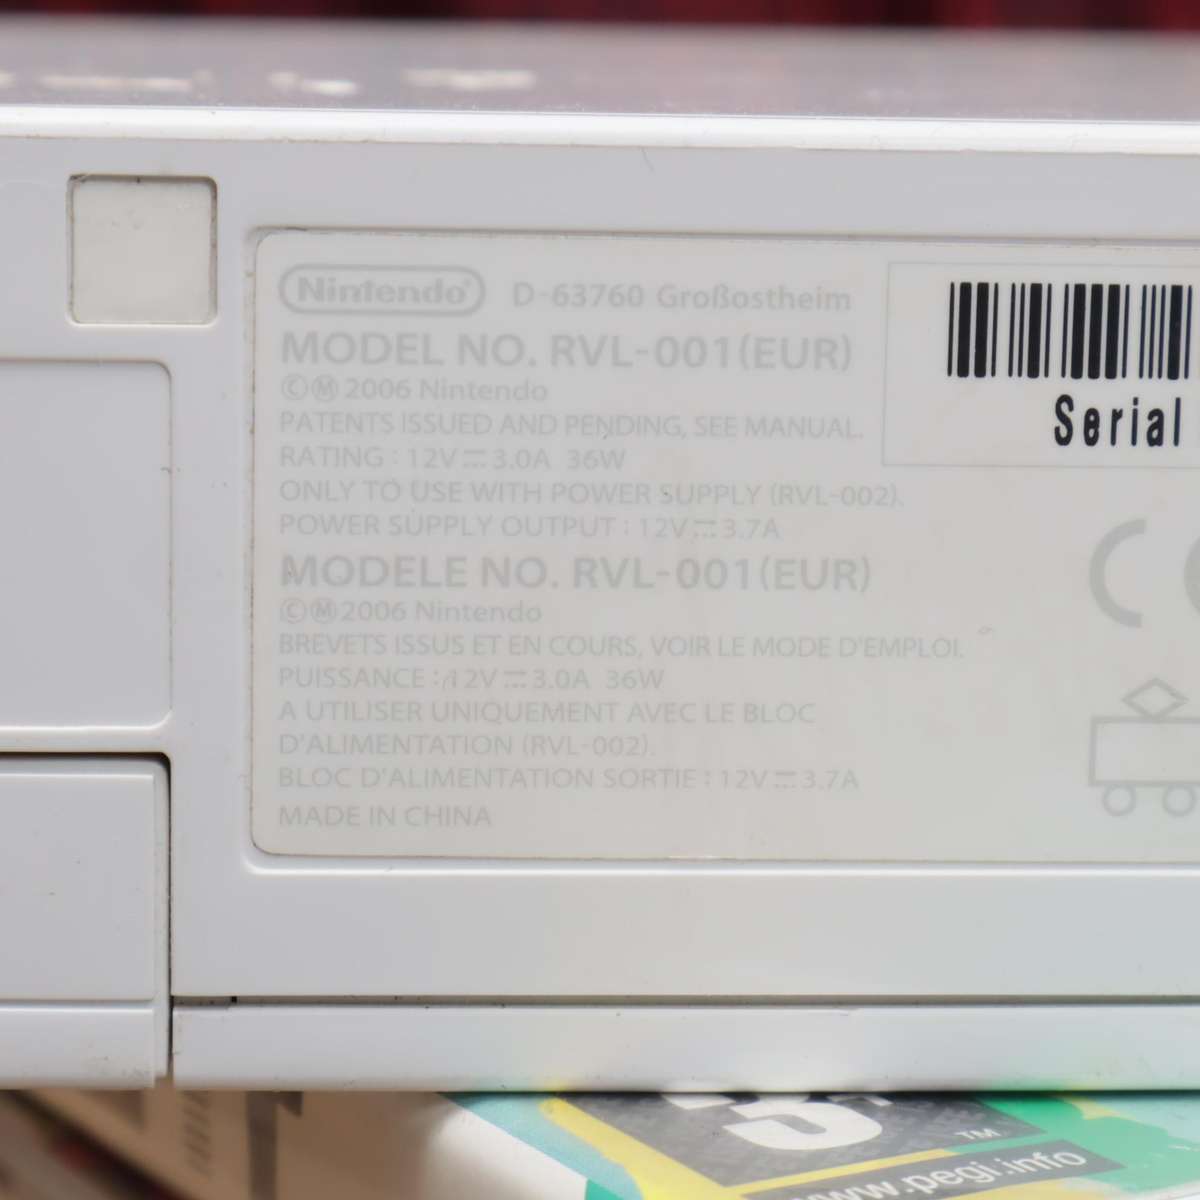 Nintendo® D-63760 Großostheim
MODEL NO. RVL-001(EUR)
ⒸⓂ 2006 Nintendo
PATENTS ISSUED AND PENDING, SEE MANUAL.
RATING : 12V⎓3.0A 36W
ONLY TO USE WITH POWER SUPPLY (RVL-002).
POWER SUPPLY OUTPUT : 12V⎓3.7A
MODELE NO. RVL-001(EUR)
ⒸⓂ2006 Nintendo
BREVETS ISSUS ET EN COURS, VOIR LE MODE D'EMPLOI.
PUISSANCE : 12V⎓3.0A 36W
A UTILISER UNIQUEMENT AVEC LE BLOC
D'ALIMENTATION (RVL-002).
BLOC D'ALIMENTATION SORTIE : 12V⎓3.7A
MADE IN CHINA
Serial
C
3+
TM
www.pegi.info